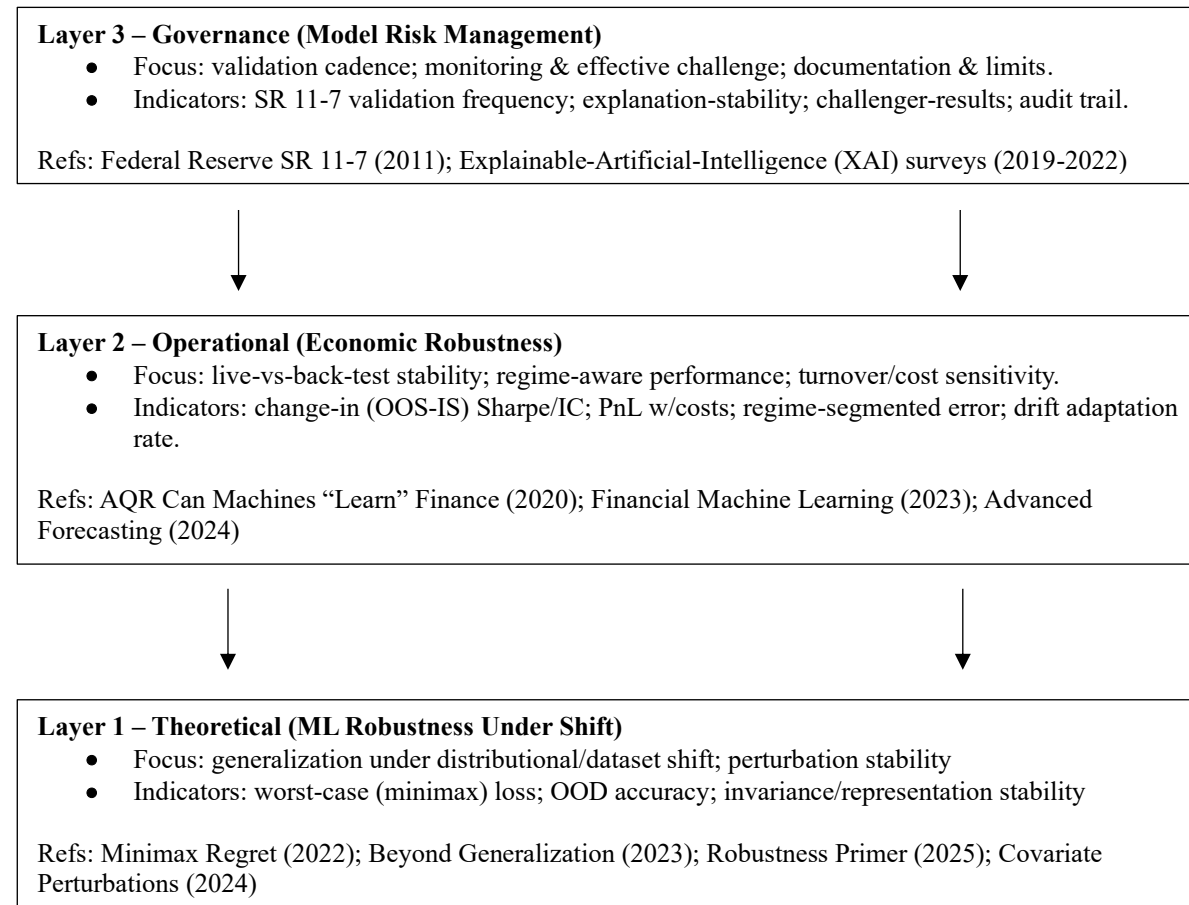 Layer 3 – Governance (Model Risk Management)
● Focus: validation cadence; monitoring & effective challenge; documentation & limits.
● Indicators: SR 11-7 validation frequency; explanation-stability; challenger-results; audit trail.
Refs: Federal Reserve SR 11-7 (2011); Explainable-Artificial-Intelligence (XAI) surveys (2019-2022)
Layer 2 – Operational (Economic Robustness)
● Focus: live-vs-back-test stability; regime-aware performance; turnover/cost sensitivity.
● Indicators: change-in (OOS-IS) Sharpe/IC; PnL w/costs; regime-segmented error; drift adaptation
rate.
Refs: AQR Can Machines “Learn” Finance (2020); Financial Machine Learning (2023); Advanced
Forecasting (2024)
Layer 1 – Theoretical (ML Robustness Under Shift)
● Focus: generalization under distributional/dataset shift; perturbation stability
● Indicators: worst-case (minimax) loss; OOD accuracy; invariance/representation stability
Refs: Minimax Regret (2022); Beyond Generalization (2023); Robustness Primer (2025); Covariate
Perturbations (2024)